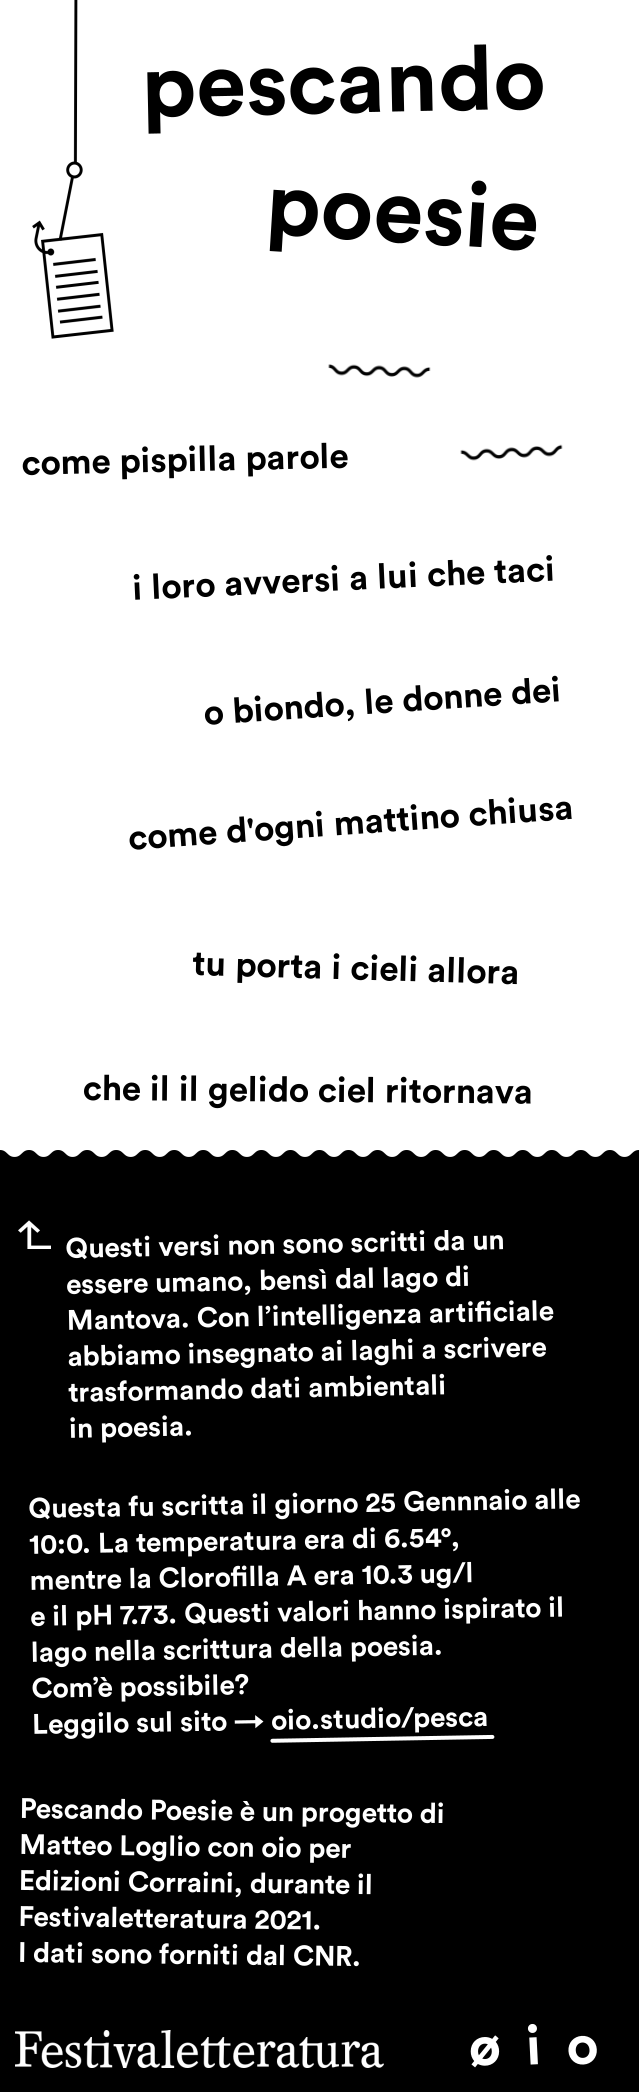 pescando
poesie
come pispilla parole
i loro avversi a lui che taci
o biondo, le donne dei
come d'ogni mattino chiusa
tu porta i cieli allora
che il il gelido ciel ritornava
Questi versi non sono scritti da un
essere umano, bensì dal lago di
Mantova. Con l’intelligenza artificiale
abbiamo insegnato ai laghi a scrivere
trasformando dati ambientali
in poesia.
Questa fu scritta il giorno 25 Gennnaio alle
10:0. La temperatura era di 6.54°,
mentre la Clorofilla A era 10.3 ug/l
e il pH 7.73. Questi valori hanno ispirato il
lago nella scrittura della poesia.
Com’è possibile?
Leggilo sul sito → oio.studio/pesca
Pescando Poesie è un progetto di
Matteo Loglio con oio per
Edizioni Corraini, durante il
Festivaletteratura 2021.
I dati sono forniti dal CNR.
Festivaletteratura ø i o